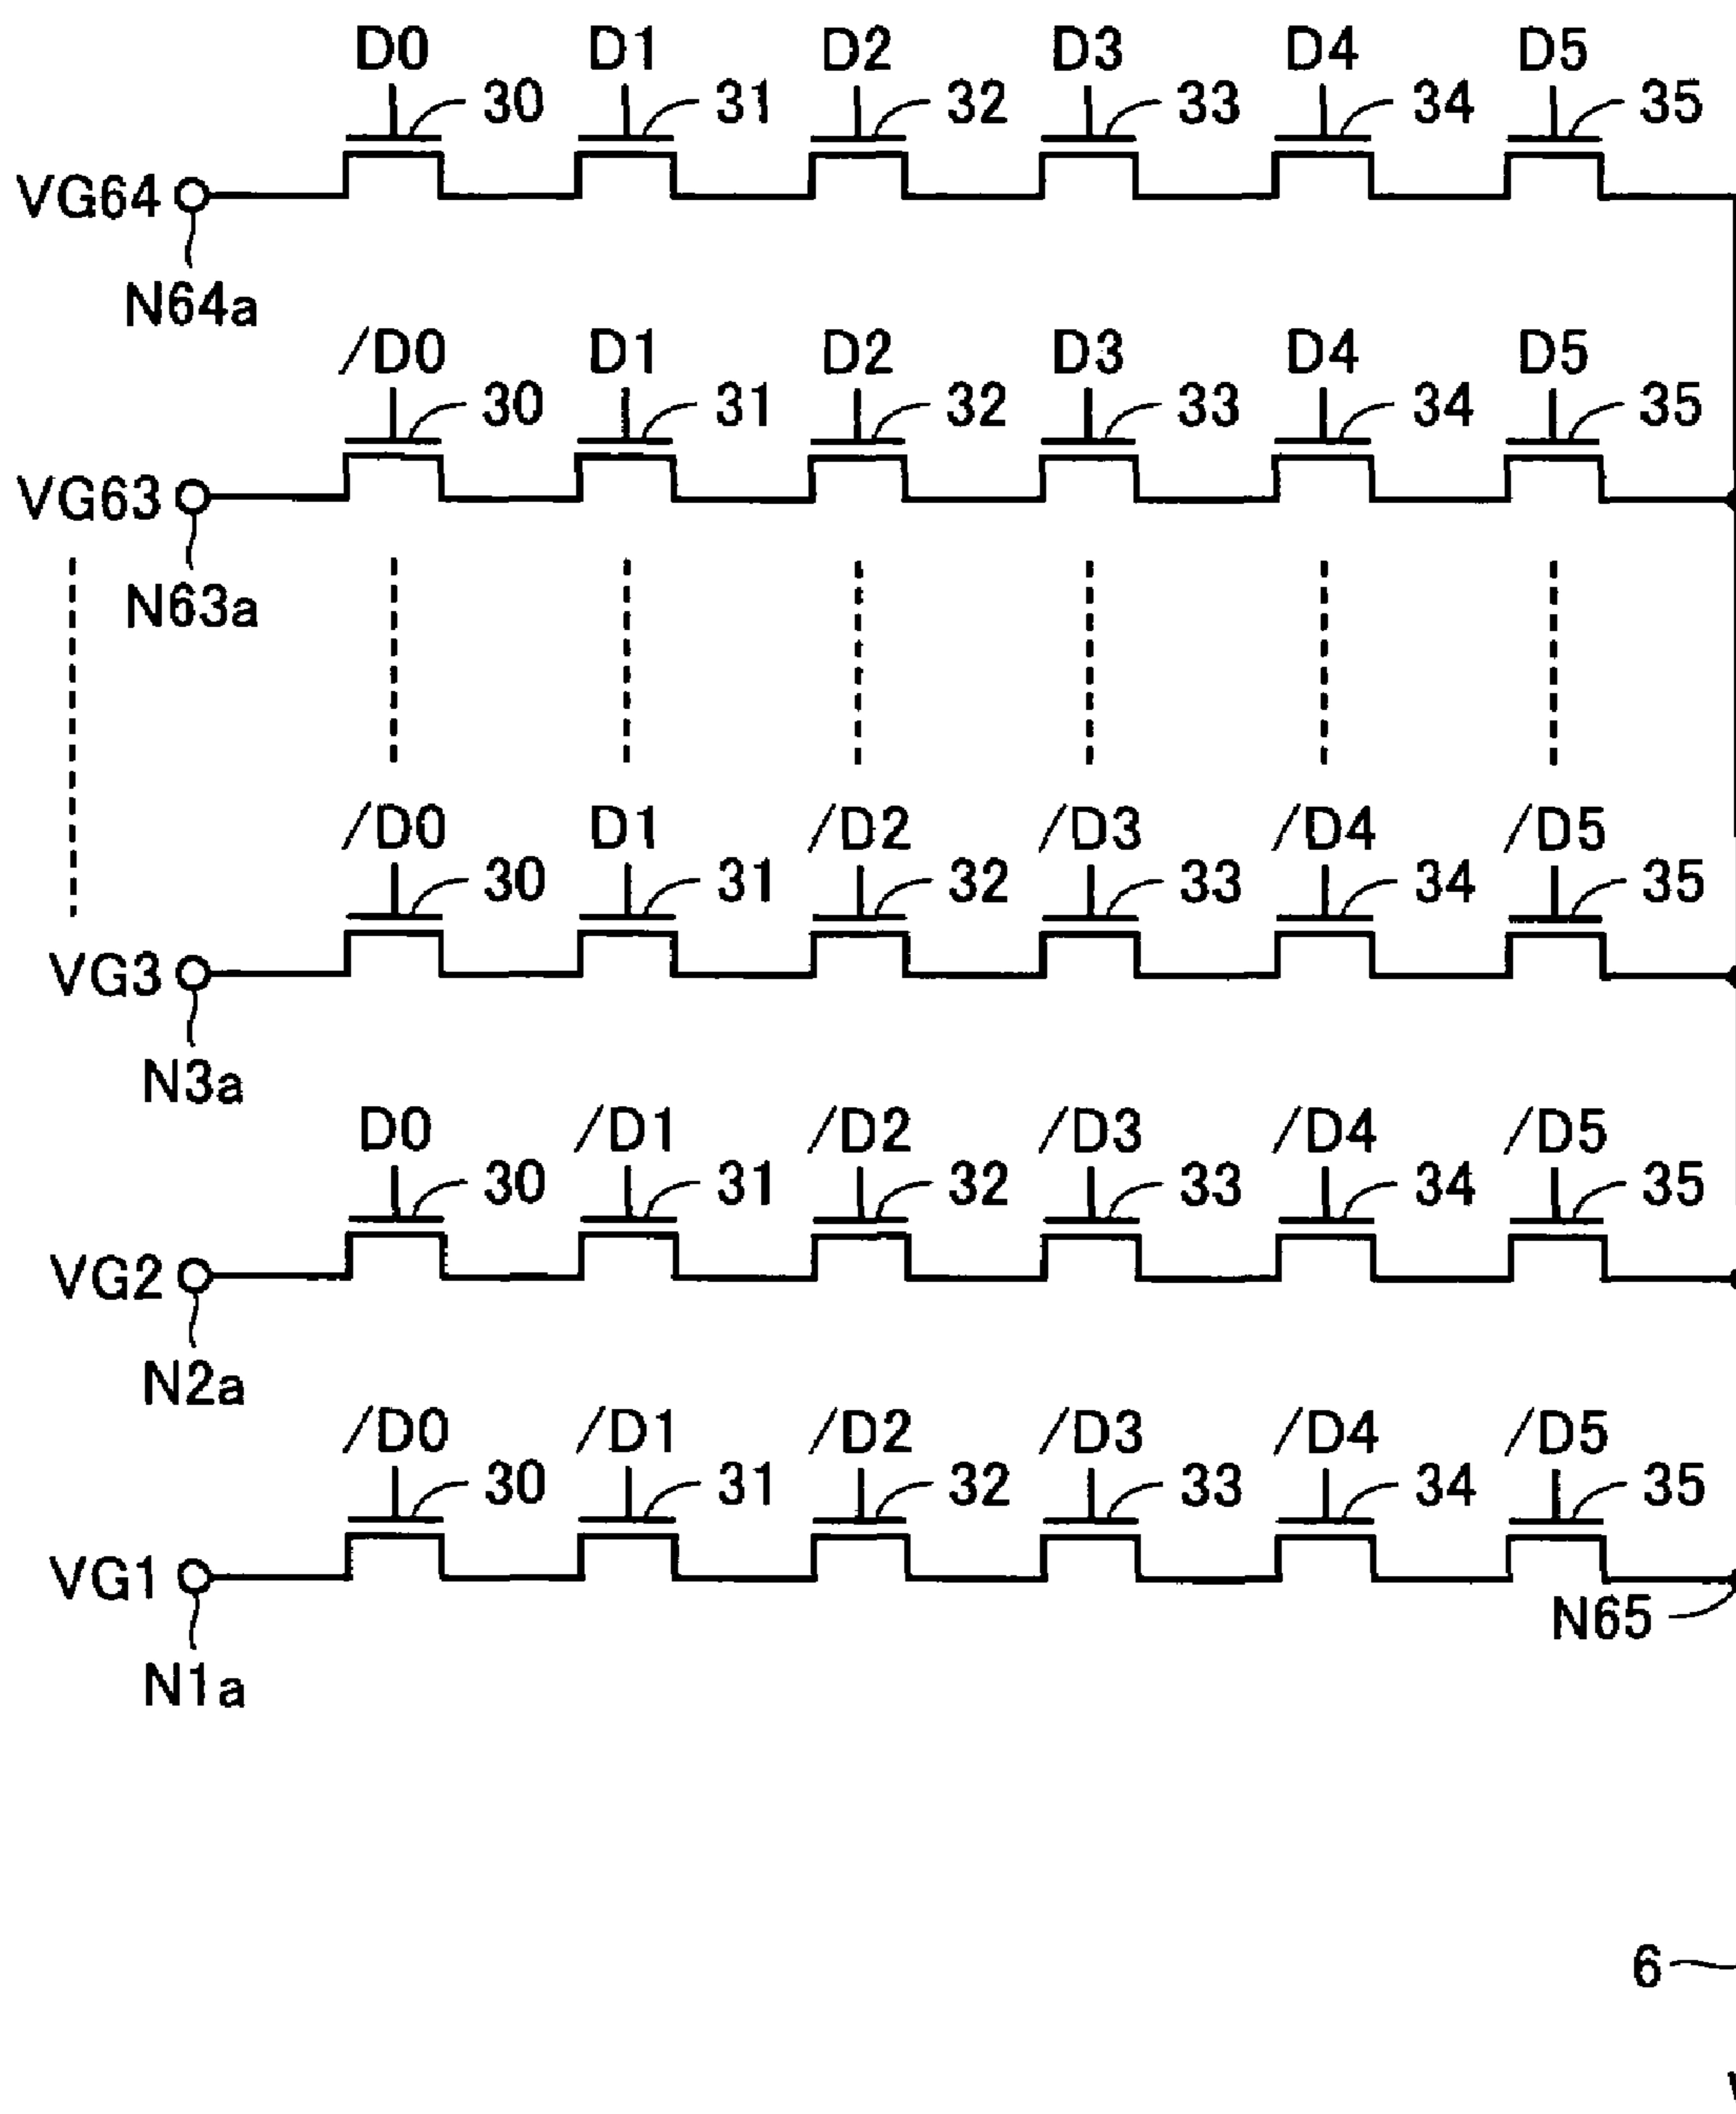 D0 D1 D2 D3 D4 D5
30 31 32 33 34 35
VG64
N64a
/D0 D1 D2 D3 D4 D5
30 31 32 33 34 35
VG63
N63a
/D0 D1 /D2 /D3 /D4 /D5
30 31 32 33 34 35
VG3
N3a
D0 /D1 /D2 /D3 /D4 /D5
30 31 32 33 34 35
VG2
N2a
/D0 /D1 /D2 /D3 /D4 /D5
30 31 32 33 34 35
VG1
N65
N1a
6